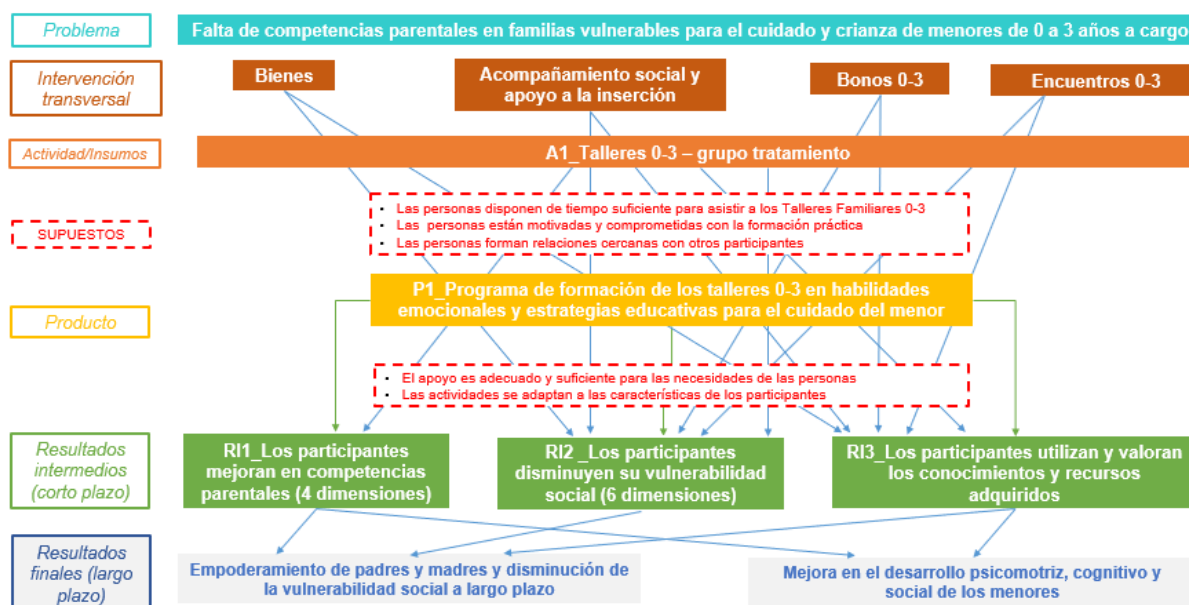 Problema
Falta de competencias parentales en familias vulnerables para el cuidado y crianza de menores de 0 a 3 años a cargo
Intervención
transversal
Bienes
Acompañamiento social y
apoyo a la inserción
Bonos 0-3
Encuentros 0-3
Actividad/Insumos
A1_Talleres 0-3 – grupo tratamiento
SUPUESTOS
• Las personas disponen de tiempo suficiente para asistir a los Talleres Familiares 0-3
• Las personas están motivadas y comprometidas con la formación práctica
• Las personas forman relaciones cercanas con otros participantes
Producto
P1_Programa de formación de los talleres 0-3 en habilidades
emocionales y estrategias educativas para el cuidado del menor
• El apoyo es adecuado y suficiente para las necesidades de las personas
• Las actividades se adaptan a las características de los participantes
Resultados
intermedios
(corto plazo)
RI1_Los participantes
mejoran en competencias
parentales (4 dimensiones)
RI2_Los participantes
disminuyen su vulnerabilidad
social (6 dimensiones)
RI3_Los participantes utilizan y valoran
los conocimientos y recursos
adquiridos
Resultados
finales (largo
plazo)
Empoderamiento de padres y madres y disminución de
la vulnerabilidad social a largo plazo
Mejora en el desarrollo psicomotriz, cognitivo y
social de los menores